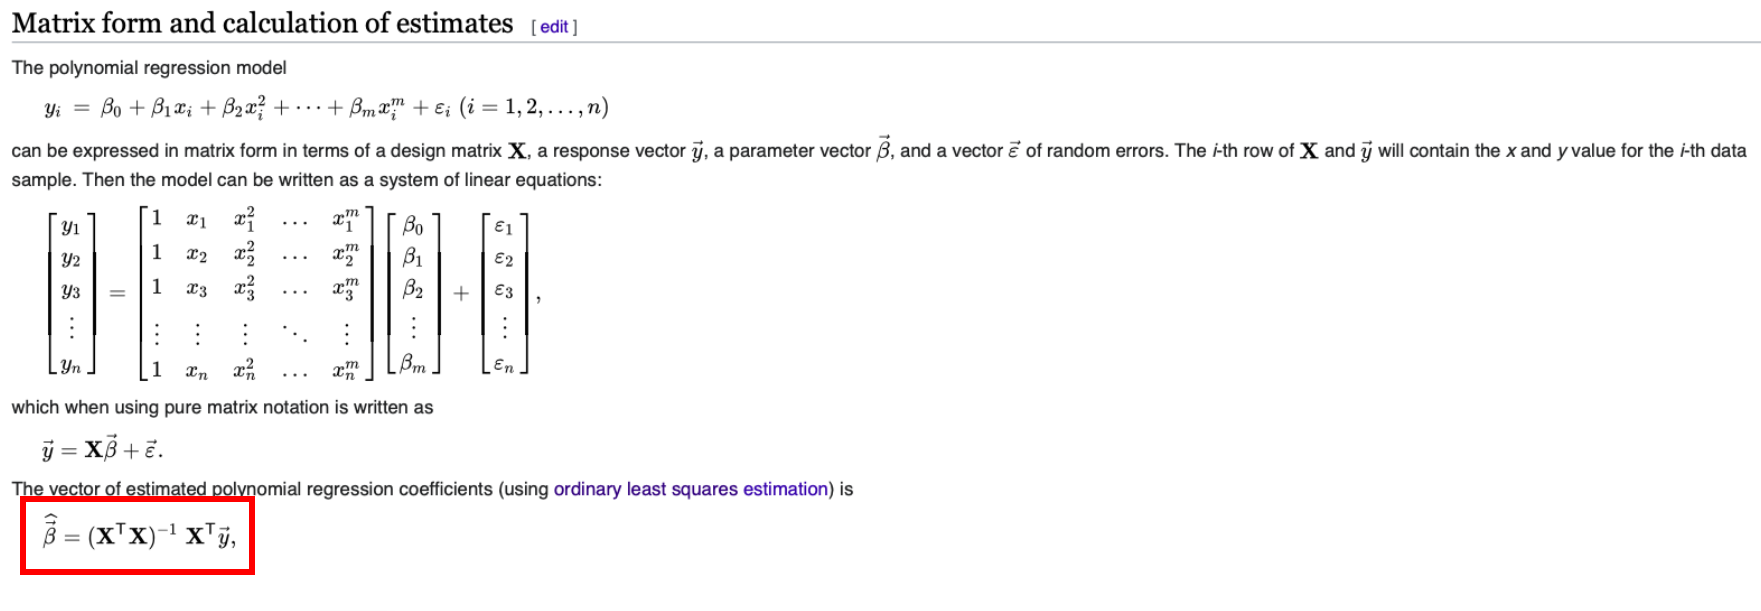 Matrix form and calculation of estimates [ edit ]
The polynomial regression model
$y_i = \beta_0 + \beta_1 x_i + \beta_2 x_i^2 + \cdots + \beta_m x_i^m + \varepsilon_i \ (i = 1, 2, \ldots, n)$
can be expressed in matrix form in terms of a design matrix $\mathbf{X}$, a response vector $\vec{y}$, a parameter vector $\vec{\beta}$, and a vector $\vec{\varepsilon}$ of random errors. The i-th row of $\mathbf{X}$ and $\vec{y}$ will contain the x and y value for the i-th data
sample. Then the model can be written as a system of linear equations:
$\begin{bmatrix} y_1 \\ y_2 \\ y_3 \\ \vdots \\ y_n \end{bmatrix} = \begin{bmatrix} 1 & x_1 & x_1^2 & \dots & x_1^m \\ 1 & x_2 & x_2^2 & \dots & x_2^m \\ 1 & x_3 & x_3^2 & \dots & x_3^m \\ \vdots & \vdots & \vdots & \ddots & \vdots \\ 1 & x_n & x_n^2 & \dots & x_n^m \end{bmatrix} \begin{bmatrix} \beta_0 \\ \beta_1 \\ \beta_2 \\ \vdots \\ \beta_m \end{bmatrix} + \begin{bmatrix} \varepsilon_1 \\ \varepsilon_2 \\ \varepsilon_3 \\ \vdots \\ \varepsilon_n \end{bmatrix},$
which when using pure matrix notation is written as
$\vec{y} = \mathbf{X}\vec{\beta} + \vec{\varepsilon}.$
The vector of estimated polynomial regression coefficients (using ordinary least squares estimation) is
$\widehat{\vec{\beta}} = (\mathbf{X}^\mathsf{T}\mathbf{X})^{-1} \ \mathbf{X}^\mathsf{T}\vec{y},$